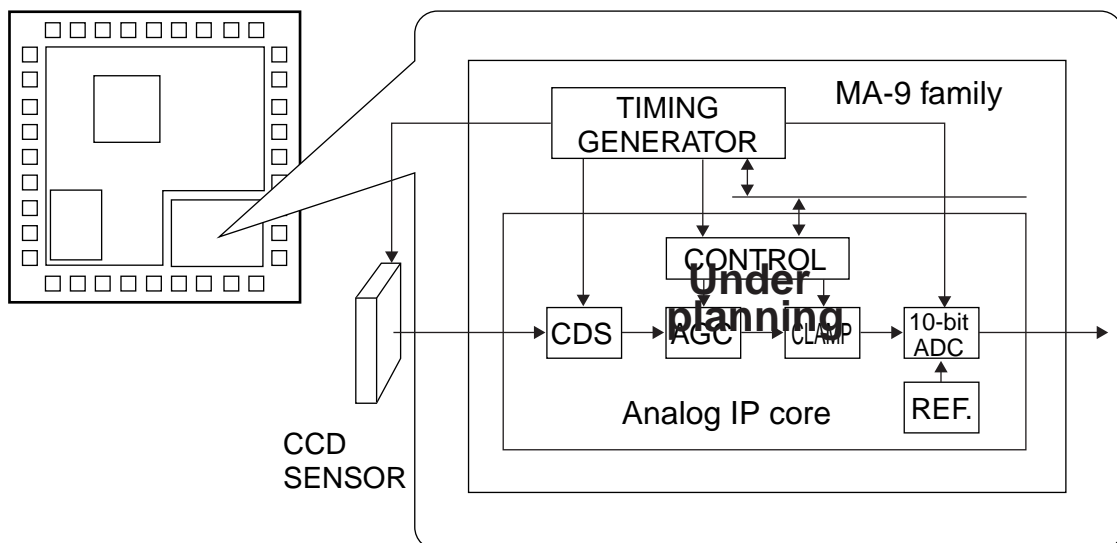 MA-9 family
TIMING
GENERATOR
CONTROL
Under
planning
CDS
AGC
CLAMP
10-bit
ADC
REF.
Analog IP core
CCD
SENSOR